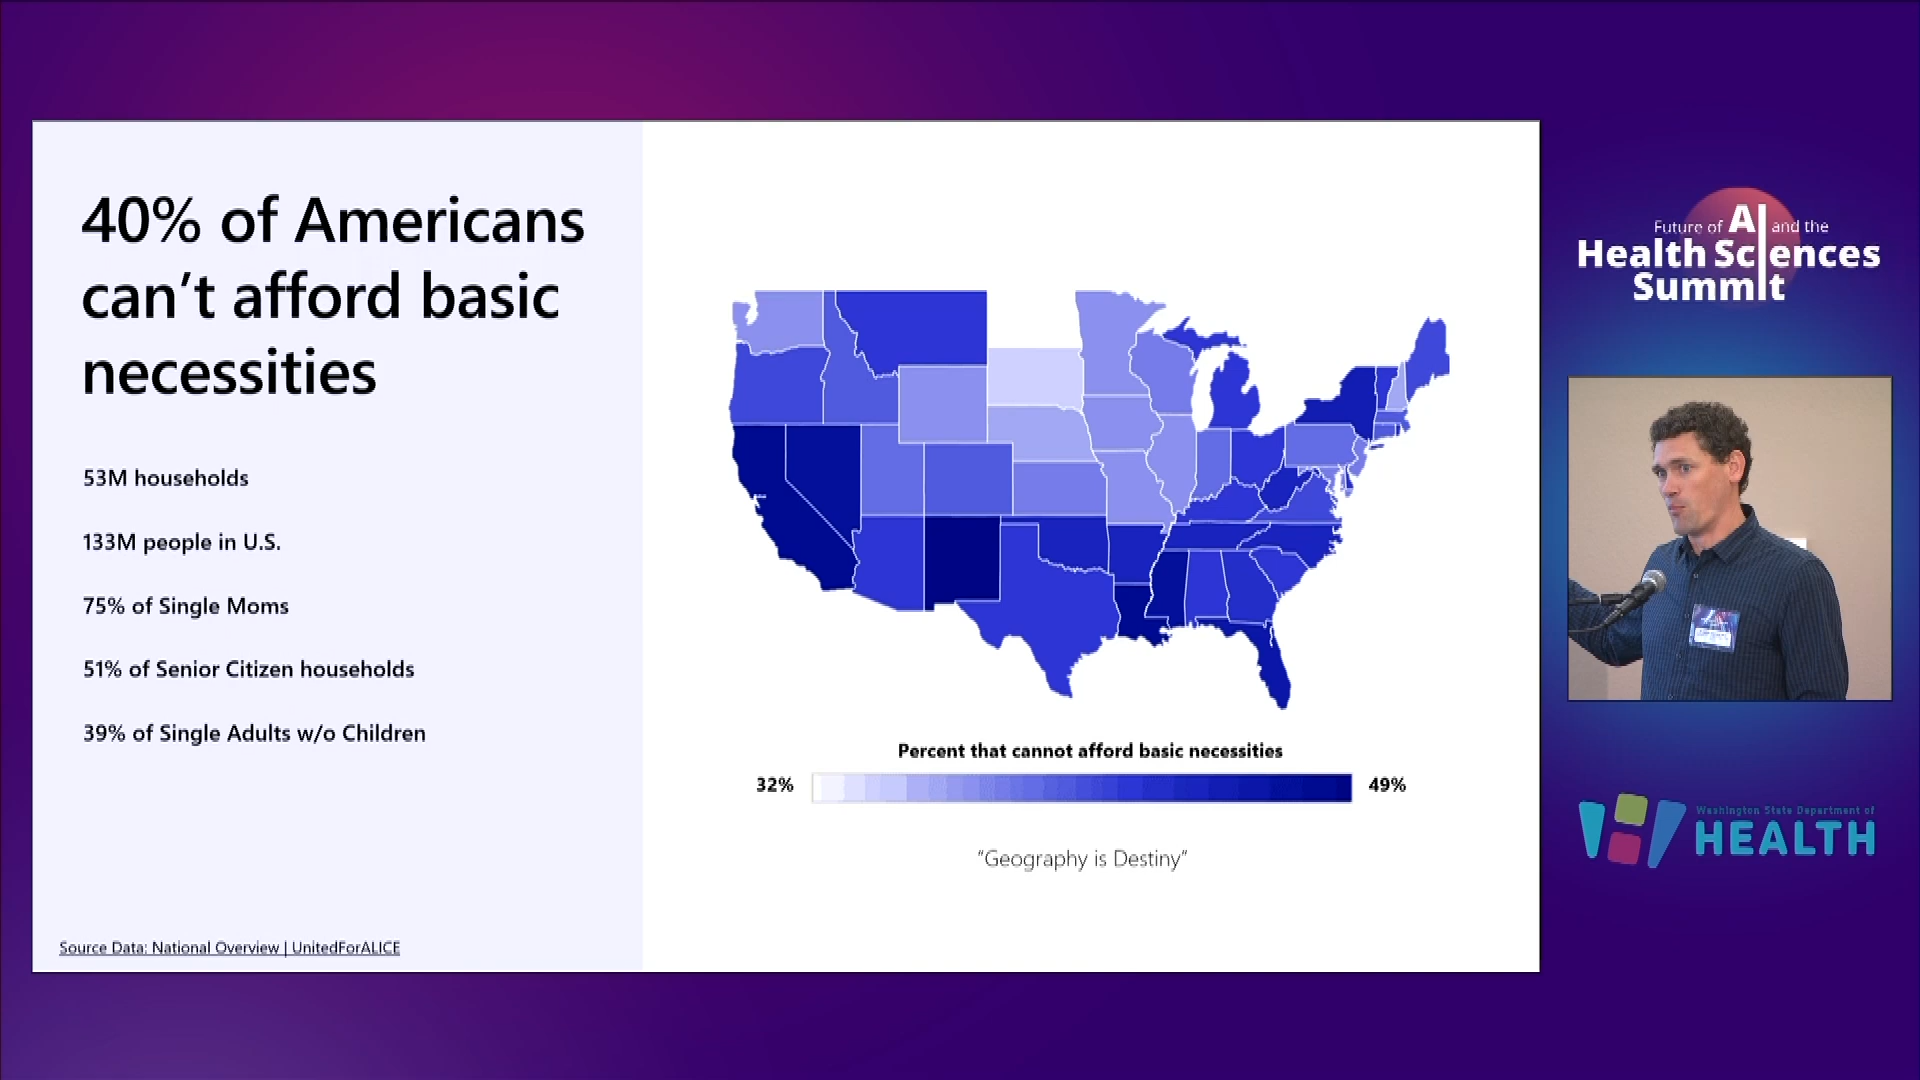 40% of Americans
can't afford basic
necessities
53M households
133M people in U.S.
75% of Single Moms
51% of Senior Citizen households
39% of Single Adults w/o Children
Source Data: National Overview | UnitedForALICE
Percent that cannot afford basic necessities
32%
49%
"Geography is Destiny"
Future of AI and the
Health Sciences
Summit
Washington State Department of
HEALTH